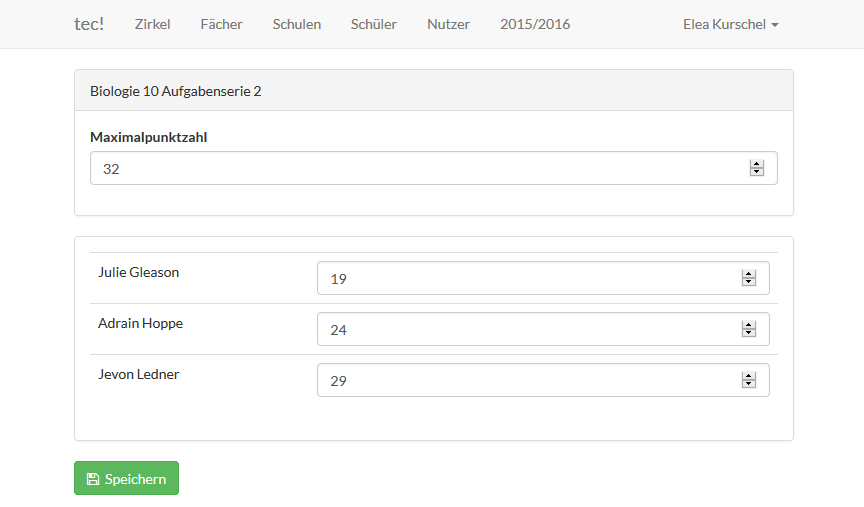 tec! Zirkel Fächer Schulen Schüler Nutzer 2015/2016 Elea Kurschel
Biologie 10 Aufgabenserie 2
Maximalpunktzahl
32
Julie Gleason 19
Adrain Hoppe 24
Jevon Ledner 29
Speichern